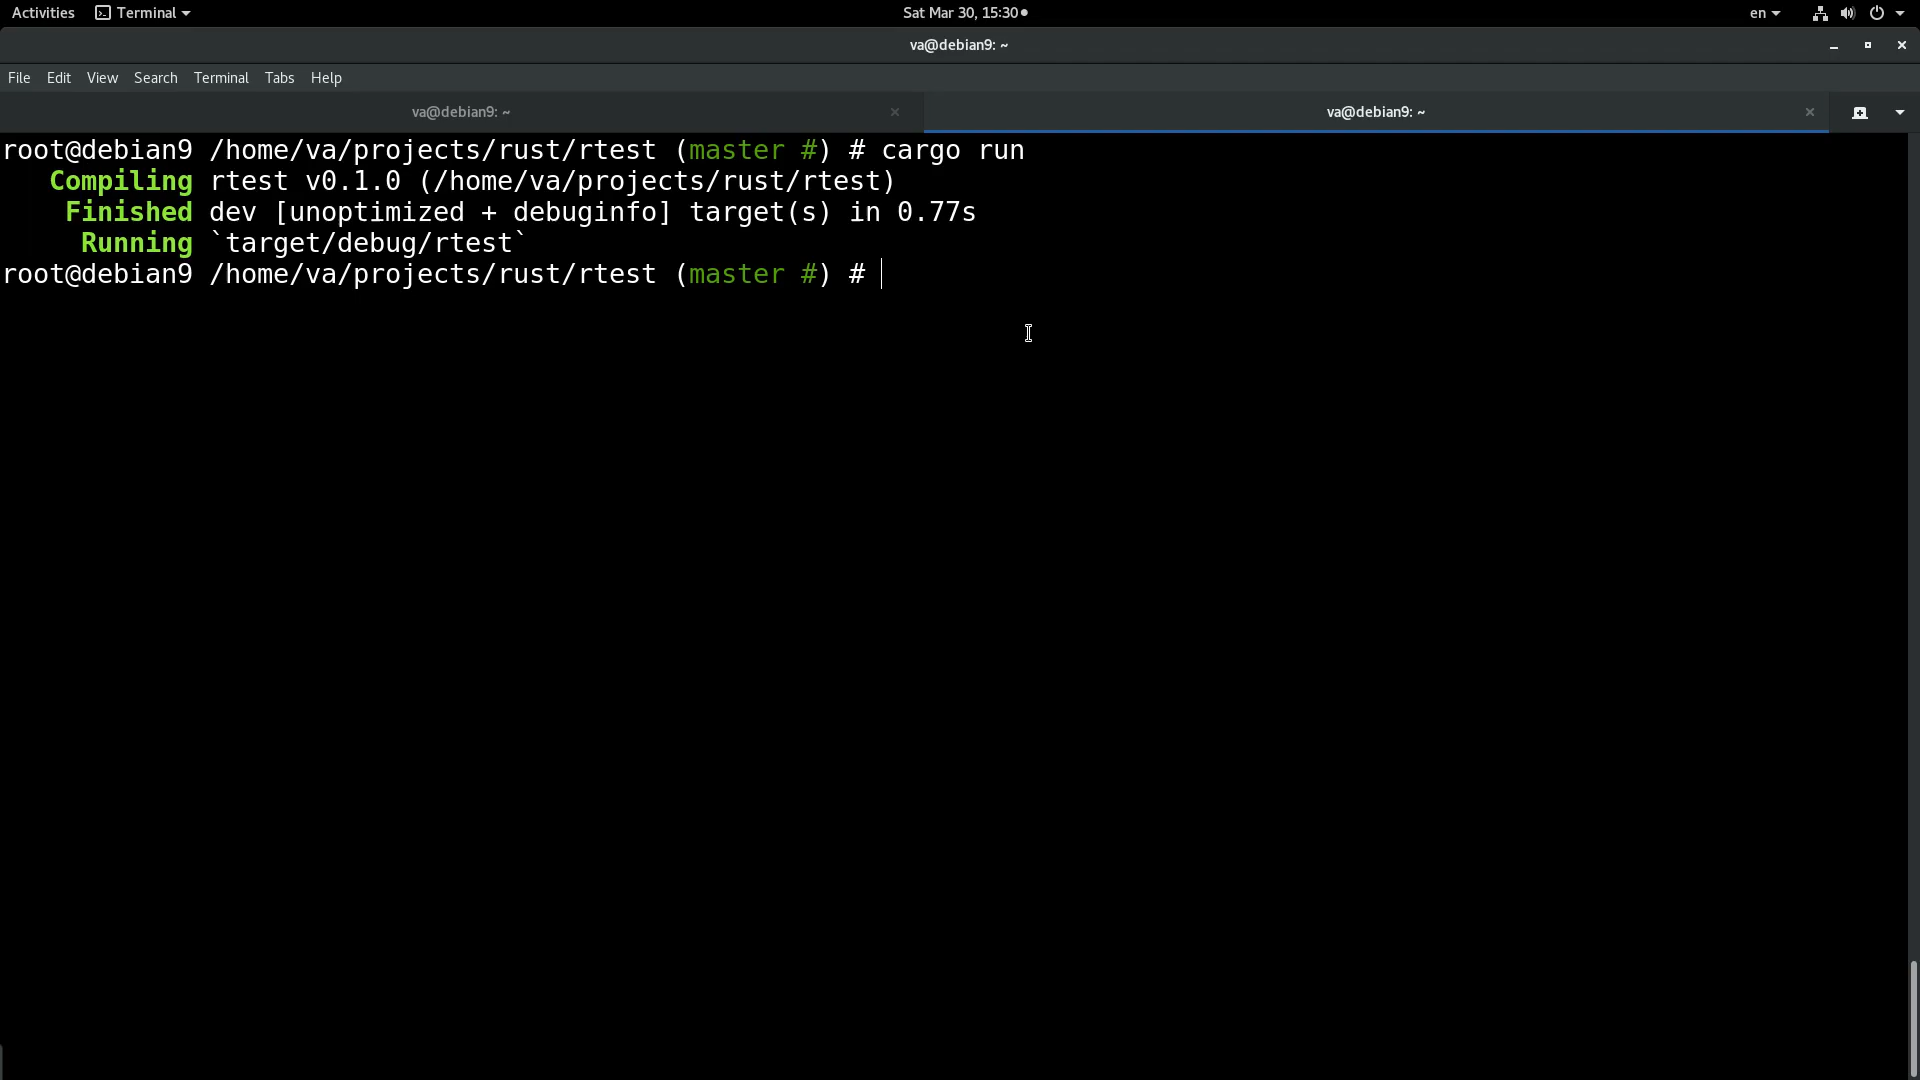 Activities Terminal Sat Mar 30, 15:30 en
va@debian9: ~
File Edit View Search Terminal Tabs Help
va@debian9: ~ va@debian9: ~
root@debian9 /home/va/projects/rust/rtest (master #) # cargo run
   Compiling rtest v0.1.0 (/home/va/projects/rust/rtest)
    Finished dev [unoptimized + debuginfo] target(s) in 0.77s
     Running `target/debug/rtest`
root@debian9 /home/va/projects/rust/rtest (master #) #